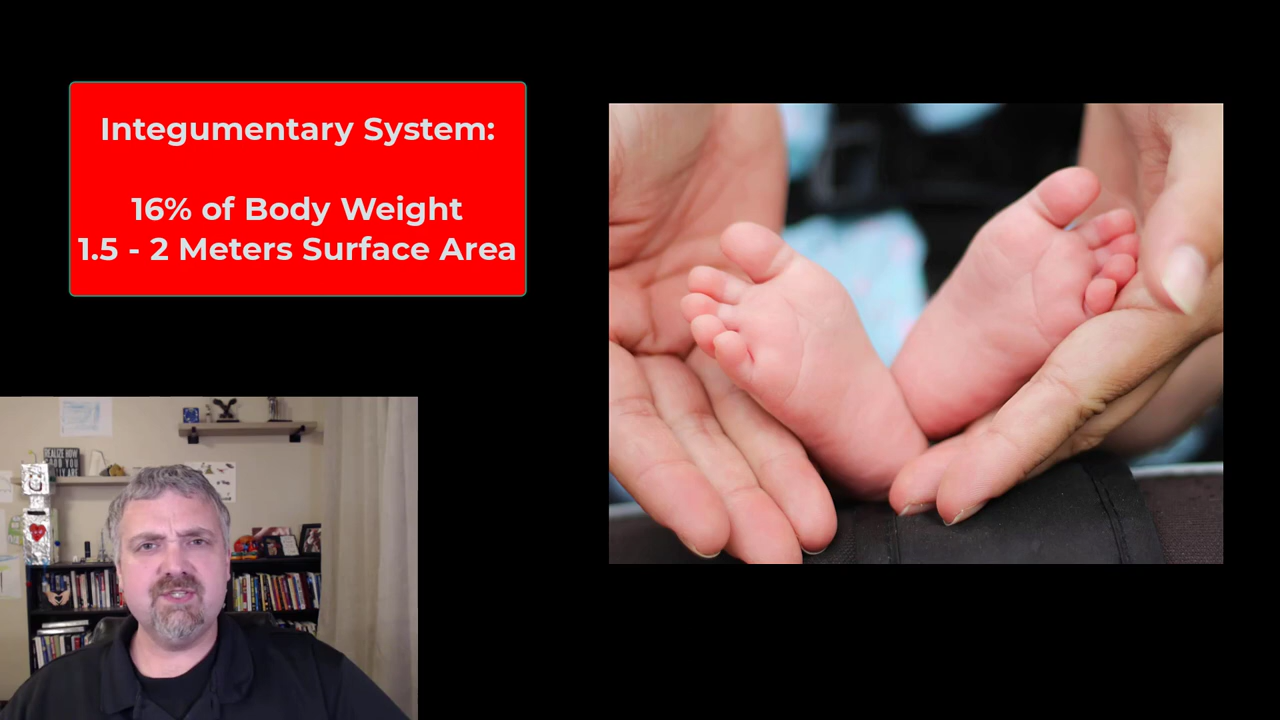 Integumentary System:
16% of Body Weight
1.5 - 2 Meters Surface Area